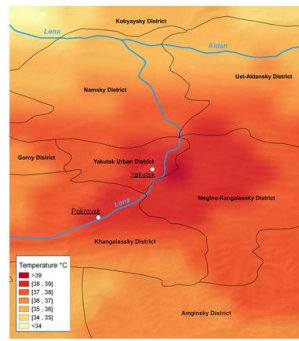 Kobyaysky District
Lena
Aldan
Ust-Aldansky District
Namsky District
Gorny District
Yakutsk Urban District
Yakutsk
Megino-Kangalassky District
Lena
Pokrovsk
Khangalassky District
Temperature °C
>39
[38 , 39]
[37 , 38]
[36 , 37]
[35 , 36]
[34 , 35]
<34
Amginsky District